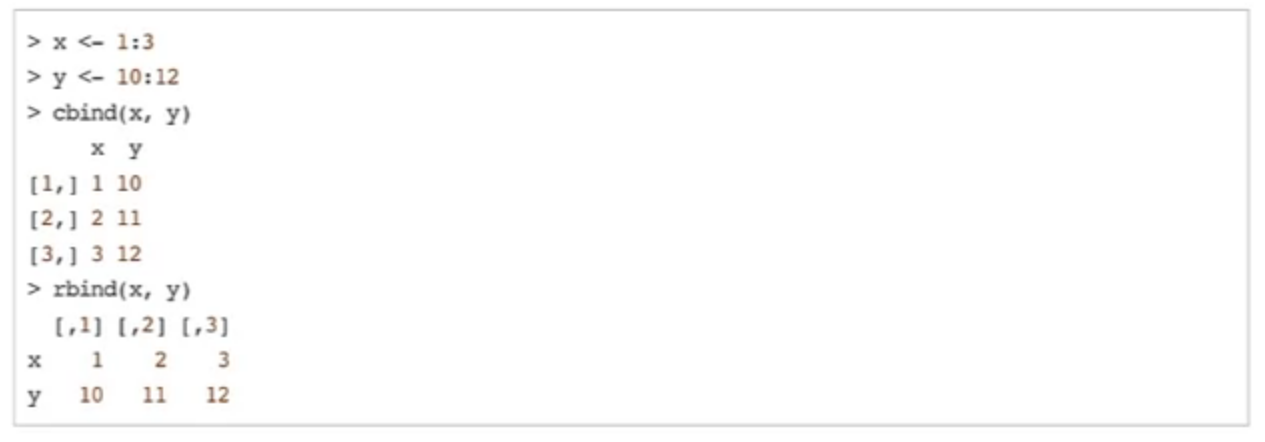 > x <- 1:3
> y <- 10:12
> cbind(x, y)
     x  y
[1,] 1 10
[2,] 2 11
[3,] 3 12
> rbind(x, y)
  [,1] [,2] [,3]
x    1    2    3
y   10   11   12